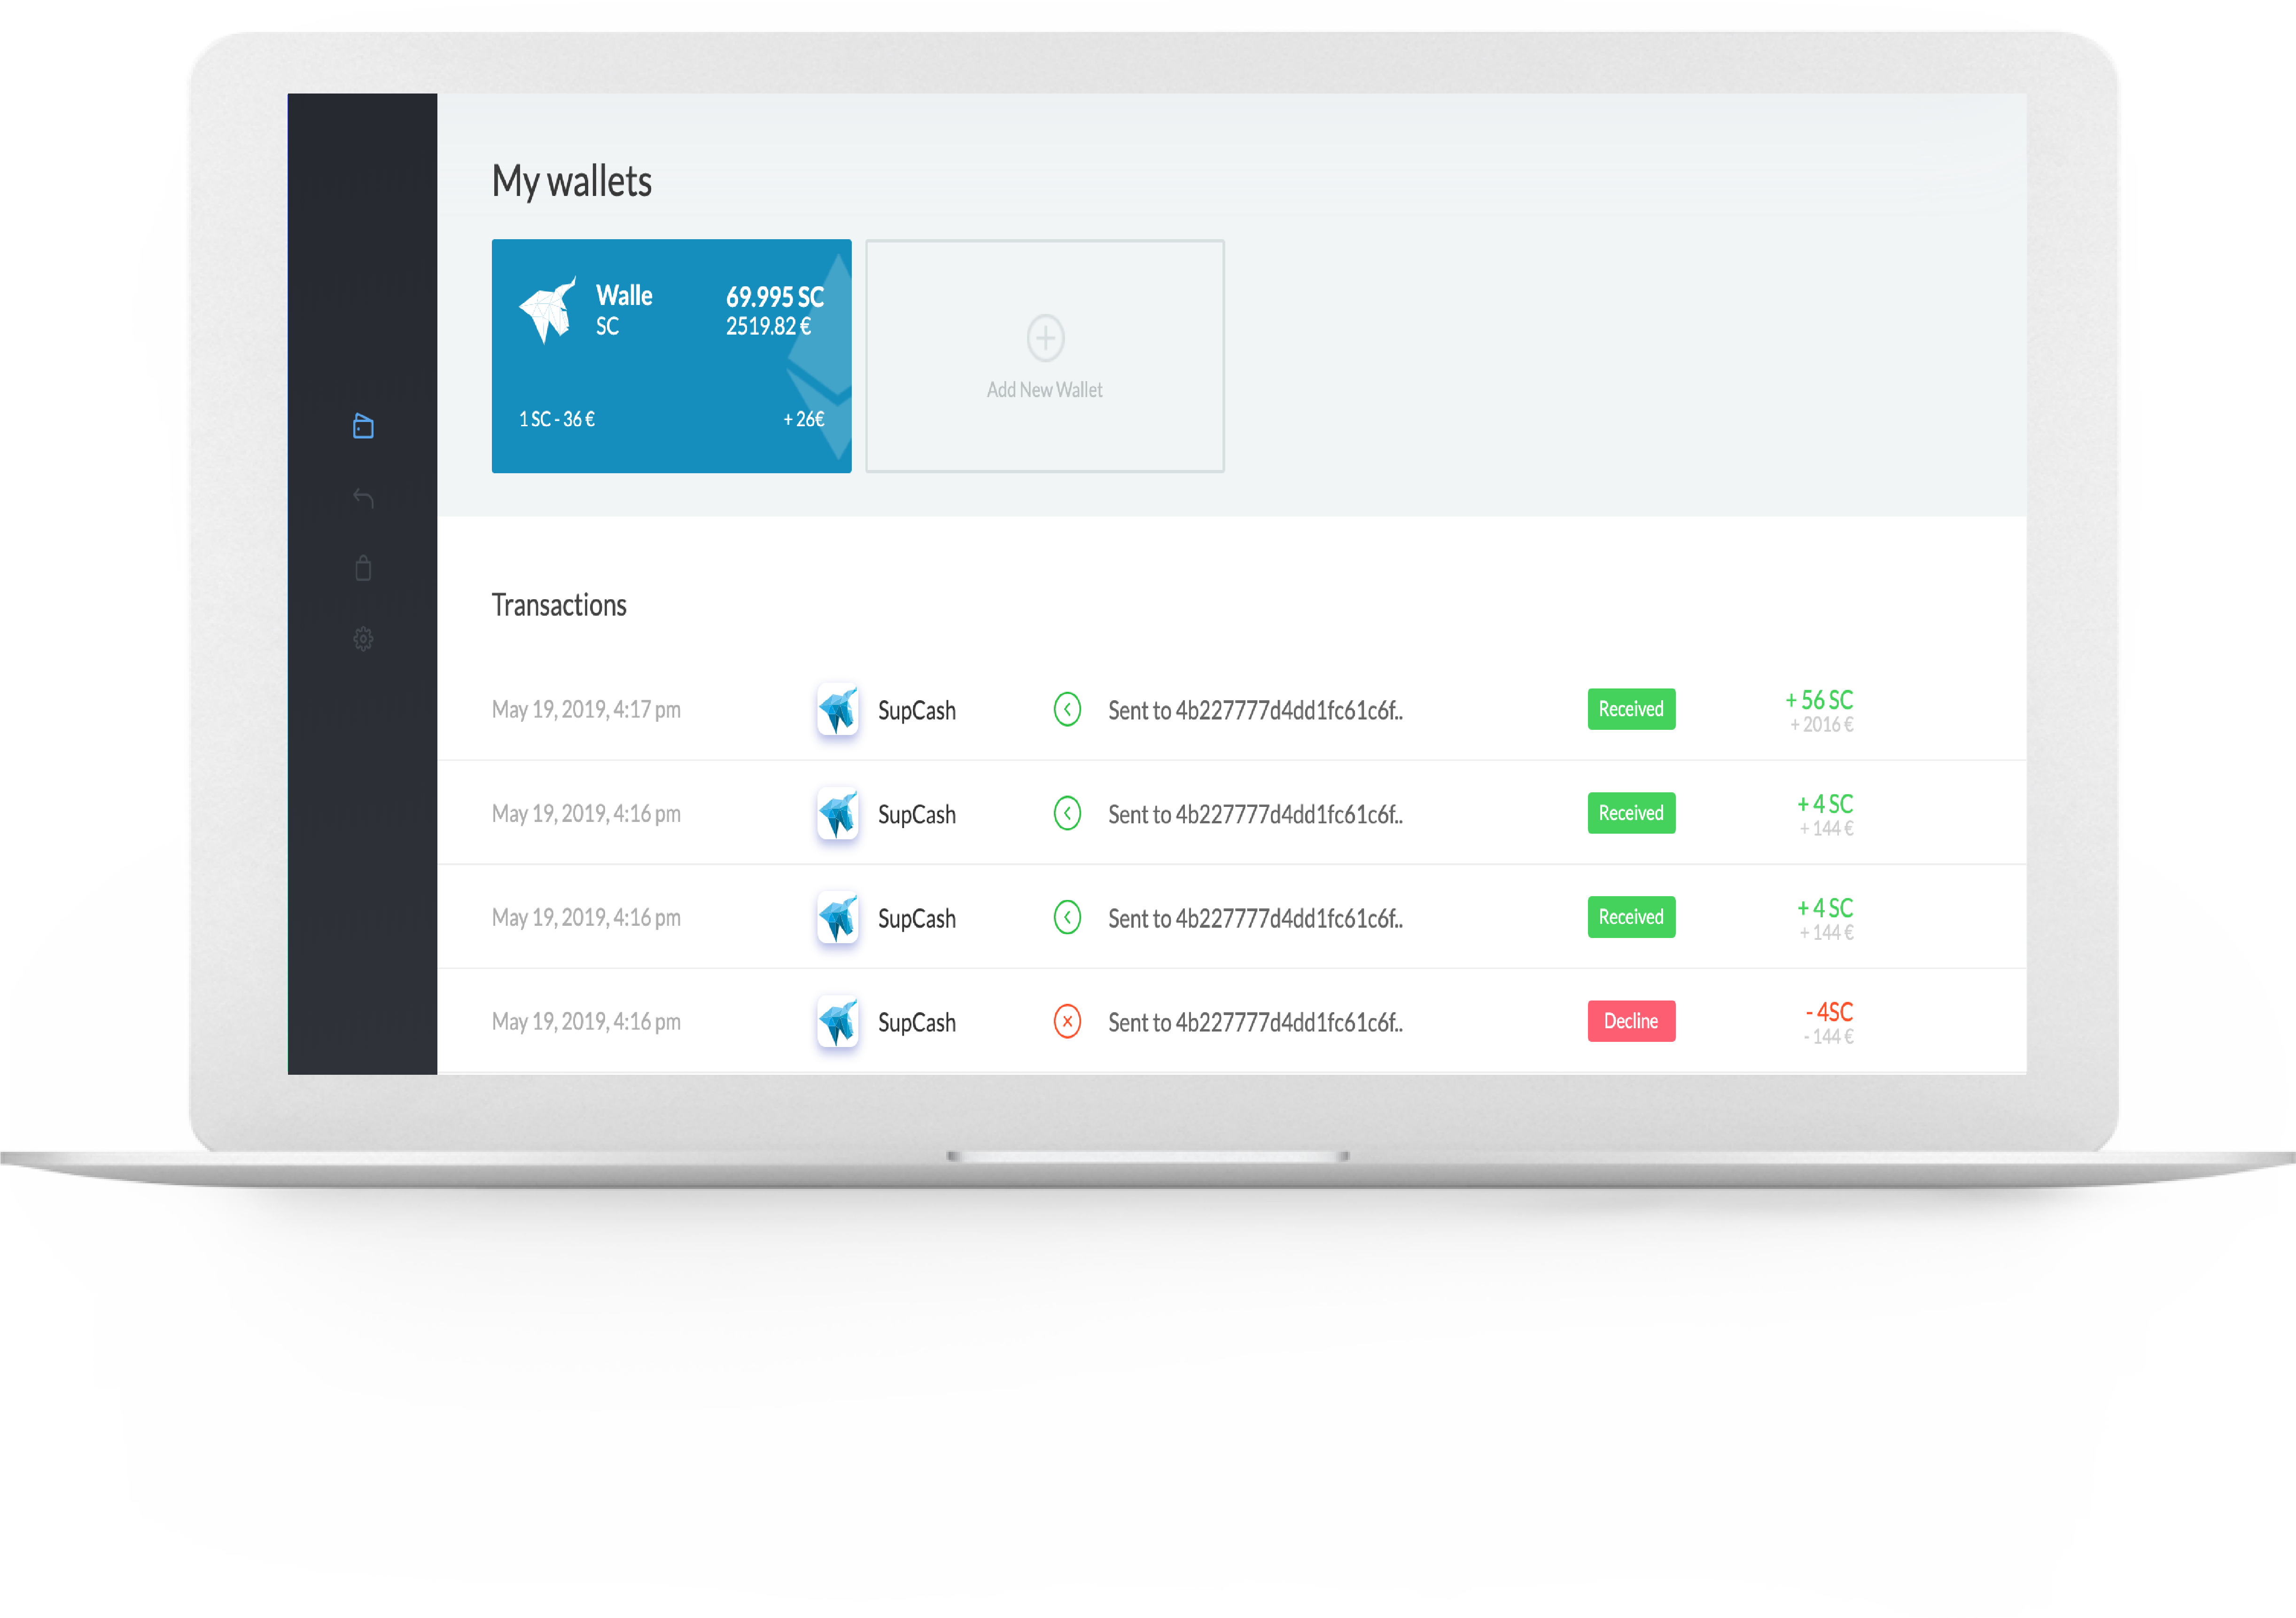 My wallets
Walle
69.995 SC
SC
2519.82 €
1 SC - 36 €
+ 26€
Add New Wallet
Transactions
May 19, 2019, 4:17 pm
SupCash
Sent to 4b227777d4dd1fc61c6f..
Received
+ 56 SC
+ 2016 €
May 19, 2019, 4:16 pm
SupCash
Sent to 4b227777d4dd1fc61c6f..
Received
+ 4 SC
+ 144 €
May 19, 2019, 4:16 pm
SupCash
Sent to 4b227777d4dd1fc61c6f..
Received
+ 4 SC
+ 144 €
May 19, 2019, 4:16 pm
SupCash
Sent to 4b227777d4dd1fc61c6f..
Decline
- 4SC
- 144 €